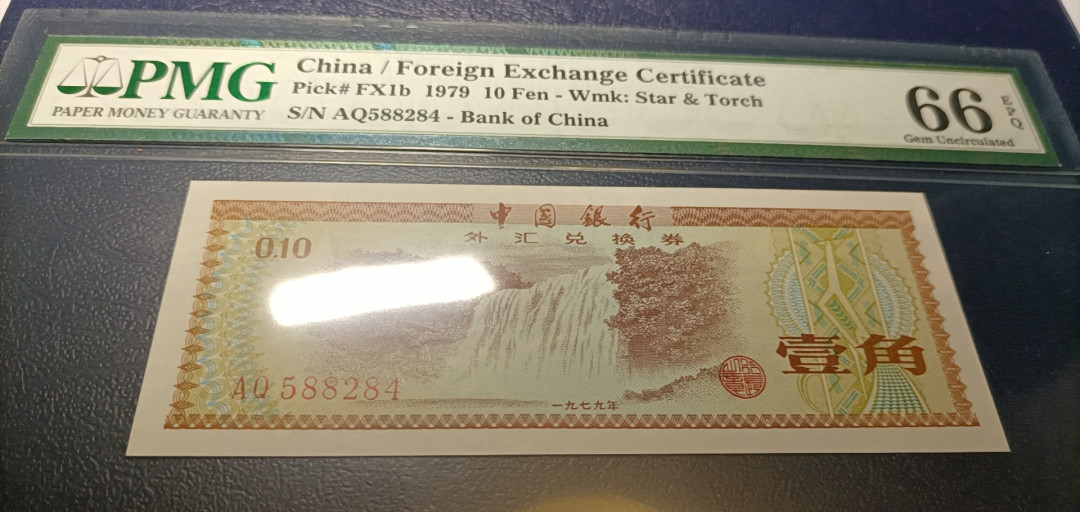 PMG
PAPER MONEY GUARANTY
China / Foreign Exchange Certificate
Pick# FX1b 1979 10 Fen - Wmk: Star & Torch
S/N AQ588284 - Bank of China
66
EPQ
Gem Uncirculated
中國銀行
外汇兑换券
0.10
壹角
AQ 588284
一九七九年